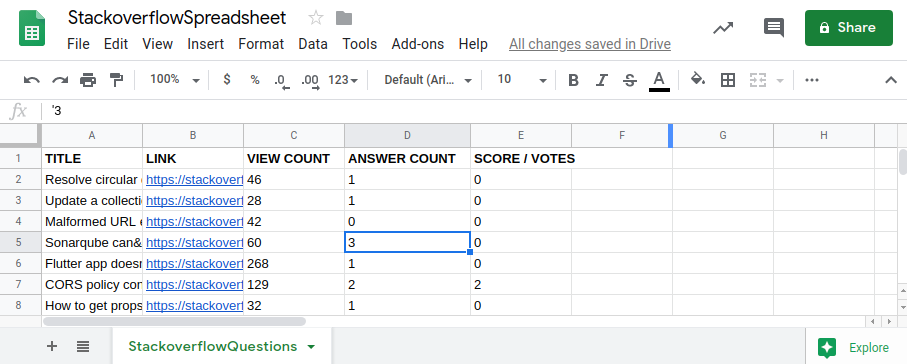 StackoverflowSpreadsheet
File Edit View Insert Format Data Tools Add-ons Help All changes saved in Drive
Share
100% $ % .0 .00 123 Default (Ari... 10 B I S A
fx '3
A B C D E F G H
1 TITLE LINK VIEW COUNT ANSWER COUNT SCORE / VOTES
2 Resolve circular https://stackoverf 46 1 0
3 Update a collecti https://stackoverf 28 1 0
4 Malformed URL e https://stackoverf 42 0 0
5 Sonarqube can& https://stackoverf 60 3 0
6 Flutter app doesn https://stackoverf 268 1 0
7 CORS policy con https://stackoverf 129 2 2
8 How to get props https://stackoverf 32 1 0
StackoverflowQuestions
Explore